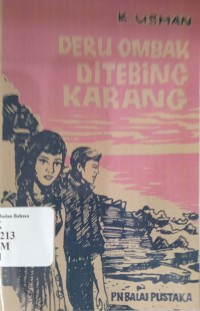 K. USMAN
DERU OMBAK
DITEBING
KARANG
213
M
PN BALAI PUSTAKA